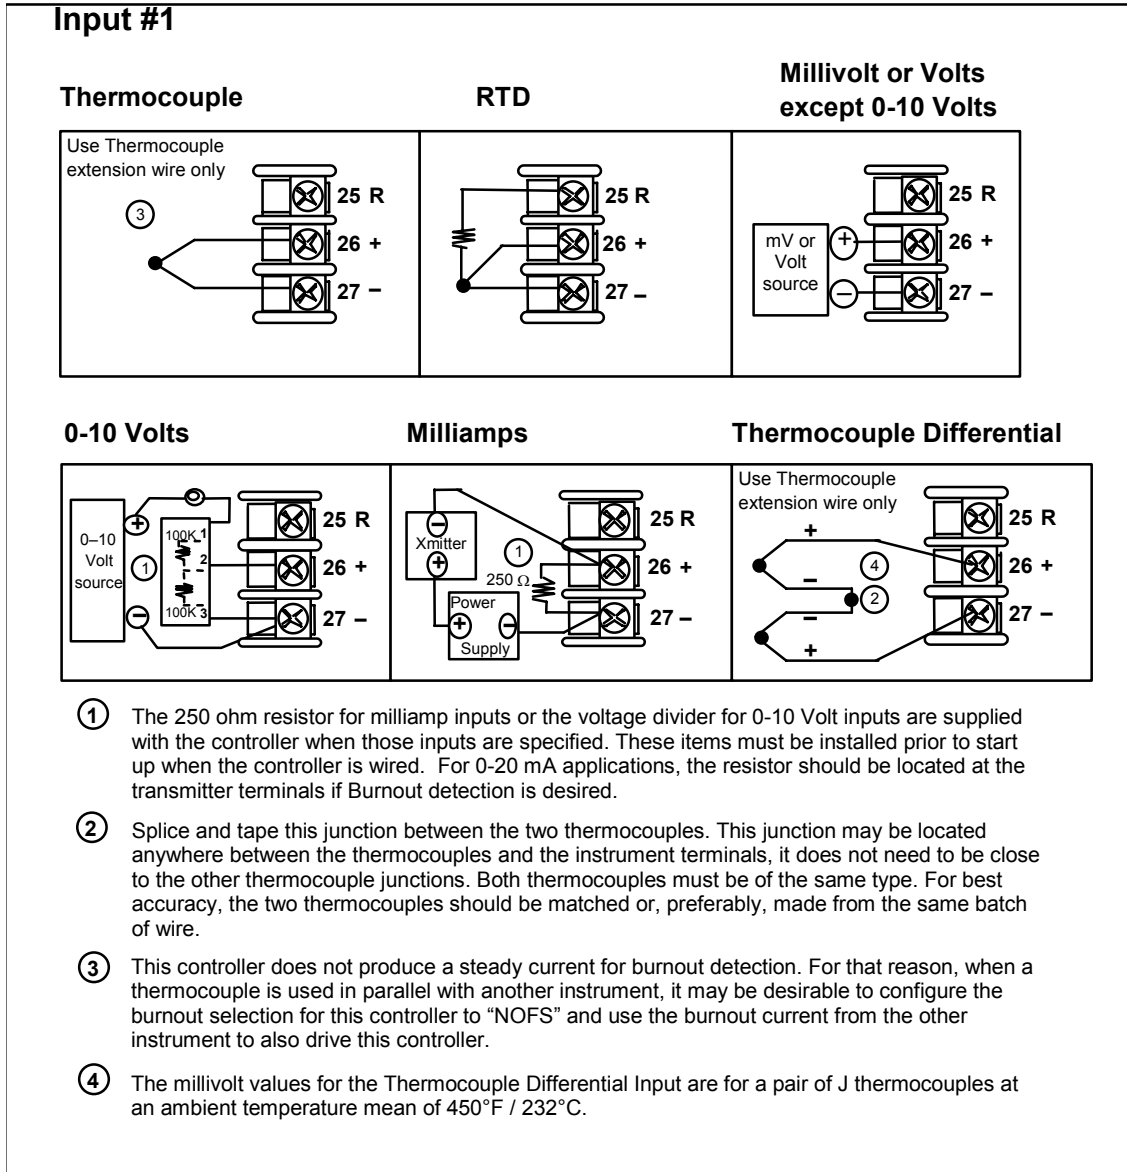 Input #1
Thermocouple
RTD
Millivolt or Volts
except 0-10 Volts
Use Thermocouple
extension wire only
3
25 R
26 +
27 –
25 R
26 +
27 –
mV or
Volt
source
+
–
25 R
26 +
27 –
0-10 Volts
Milliamps
Thermocouple Differential
0–10
Volt
source
+
–
1
100K 1
2
100K 3
25 R
26 +
27 –
–
Xmitter
+
1
250 Ω
Power
+ –
Supply
25 R
26 +
27 –
Use Thermocouple
extension wire only
+
–
4
2
–
+
25 R
26 +
27 –
1 The 250 ohm resistor for milliamp inputs or the voltage divider for 0-10 Volt inputs are supplied
with the controller when those inputs are specified. These items must be installed prior to start
up when the controller is wired.  For 0-20 mA applications, the resistor should be located at the
transmitter terminals if Burnout detection is desired.
2 Splice and tape this junction between the two thermocouples. This junction may be located
anywhere between the thermocouples and the instrument terminals, it does not need to be close
to the other thermocouple junctions. Both thermocouples must be of the same type. For best
accuracy, the two thermocouples should be matched or, preferably, made from the same batch
of wire.
3 This controller does not produce a steady current for burnout detection. For that reason, when a
thermocouple is used in parallel with another instrument, it may be desirable to configure the
burnout selection for this controller to “NOFS” and use the burnout current from the other
instrument to also drive this controller.
4 The millivolt values for the Thermocouple Differential Input are for a pair of J thermocouples at
an ambient temperature mean of 450°F / 232°C.